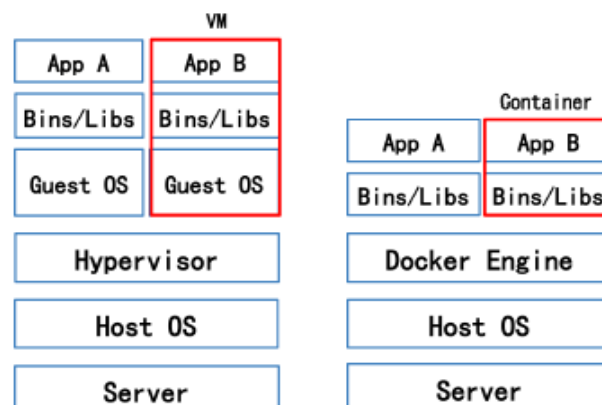 VM
App A
App B
Bins/Libs
Bins/Libs
Guest OS
Guest OS
Hypervisor
Host OS
Server
Container
App A
App B
Bins/Libs
Bins/Libs
Docker Engine
Host OS
Server